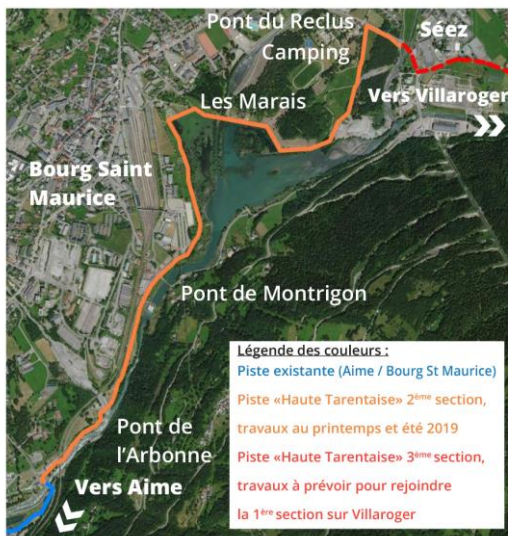 Pont du Reclus
Camping
Séez
Les Marais
Vers Villaroger
Bourg Saint
Maurice
Pont de Montrigon
Légende des couleurs :
Piste existante (Aime / Bourg St Maurice)
Piste «Haute Tarentaise» 2ème section,
travaux au printemps et été 2019
Piste «Haute Tarentaise» 3ème section,
travaux à prévoir pour rejoindre
la 1ère section sur Villaroger
Pont de
l'Arbonne
Vers Aime